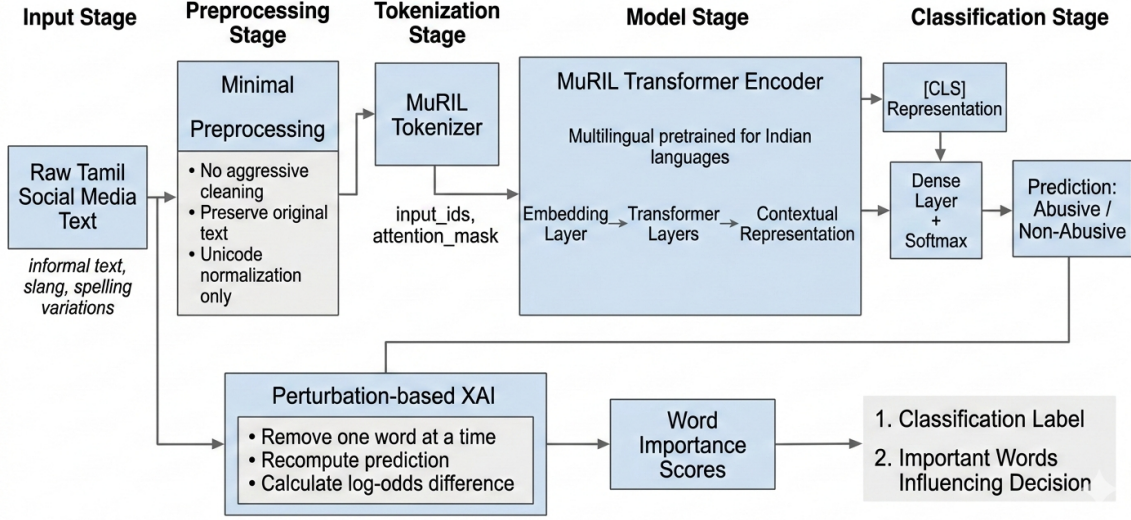 Input Stage
Preprocessing
Stage
Tokenization
Stage
Model Stage
Classification Stage
Raw Tamil
Social Media
Text
informal text,
slang, spelling
variations
Minimal
Preprocessing
• No aggressive
cleaning
• Preserve original
text
• Unicode
normalization
only
MuRIL
Tokenizer
input_ids,
attention_mask
MuRIL Transformer Encoder
Multilingual pretrained for Indian
languages
Embedding
Layer
Transformer
Layers
Contextual
Representation
[CLS]
Representation
Dense
Layer
+
Softmax
Prediction:
Abusive /
Non-Abusive
Perturbation-based XAI
• Remove one word at a time
• Recompute prediction
• Calculate log-odds difference
Word
Importance
Scores
1. Classification Label
2. Important Words
Influencing Decision